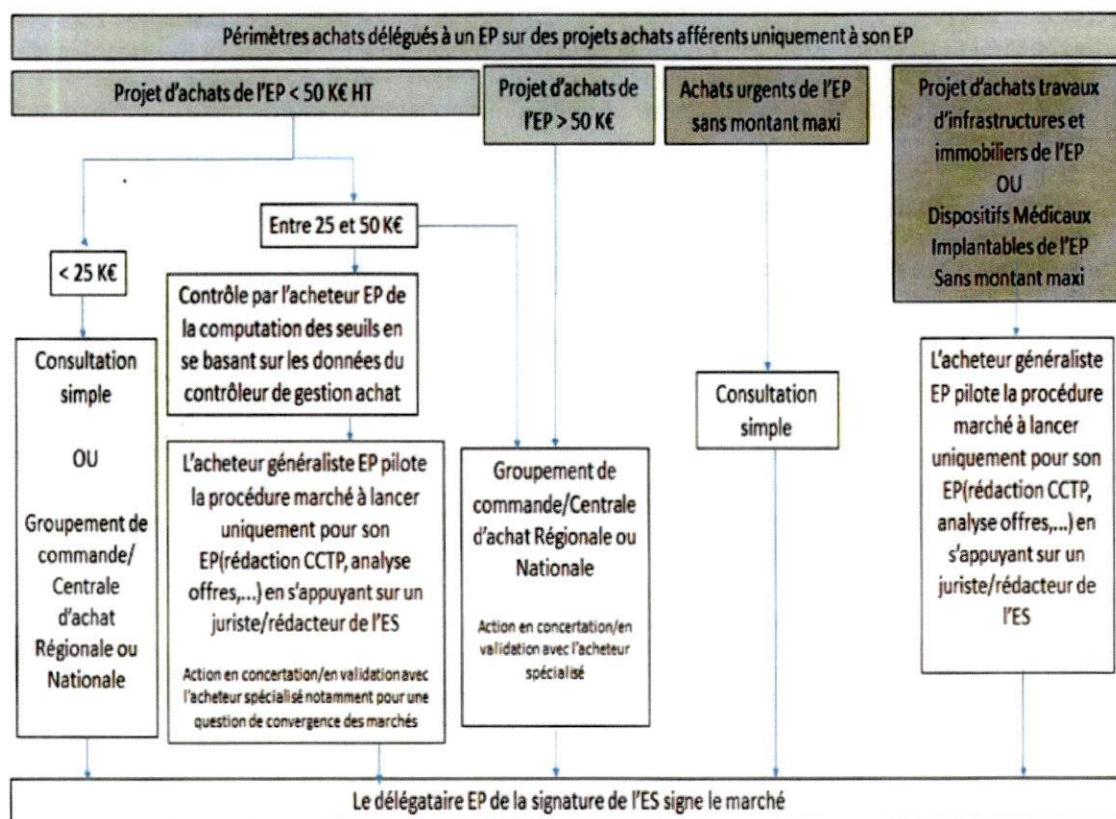 Périmètres achats délégués à un EP sur des projets achats afférents uniquement à son EP
Projet d'achats de l'EP < 50 K€ HT
Projet d'achats de
l'EP > 50 K€
Achats urgents de l'EP
sans montant maxi
Projet d'achats travaux
d'infrastructures et
immobiliers de l'EP
OU
Dispositifs Médicaux
Implantables de l'EP
Sans montant maxi
< 25 K€
Entre 25 et 50 K€
Consultation
simple
OU
Groupement de
commande/
Centrale
d'achat
Régionale ou
Nationale
Contrôle par l'acheteur EP de
la computation des seuils en
se basant sur les données du
contrôleur de gestion achat
L'acheteur généraliste EP pilote
la procédure marché à lancer
uniquement pour son
EP(rédaction CCTP, analyse
offres,...) en s'appuyant sur un
juriste/rédacteur de l'ES
Action en concertation/en validation avec
l'acheteur spécialisé notamment pour une
question de convergence des marchés
Groupement de
commande/Centrale
d'achat Régionale ou
Nationale
Action en concertation/en
validation avec l'acheteur
spécialisé
Consultation
simple
L'acheteur généraliste
EP pilote la procédure
marché à lancer
uniquement pour son
EP(rédaction CCTP,
analyse offres,...) en
s'appuyant sur un
juriste/rédacteur de
l'ES
Le délégataire EP de la signature de l'ES signe le marché